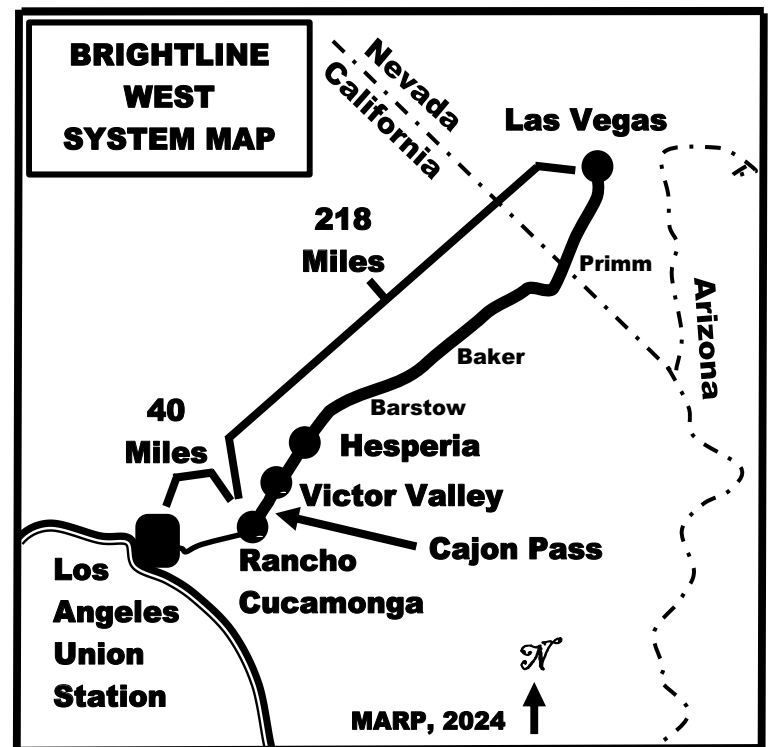 BRIGHTLINE
WEST
SYSTEM MAP
Nevada
California
Las Vegas
218
Miles
Primm
Arizona
Baker
40
Miles
Barstow
Hesperia
Victor Valley
Cajon Pass
Rancho
Cucamonga
Los
Angeles
Union
Station
N
MARP, 2024